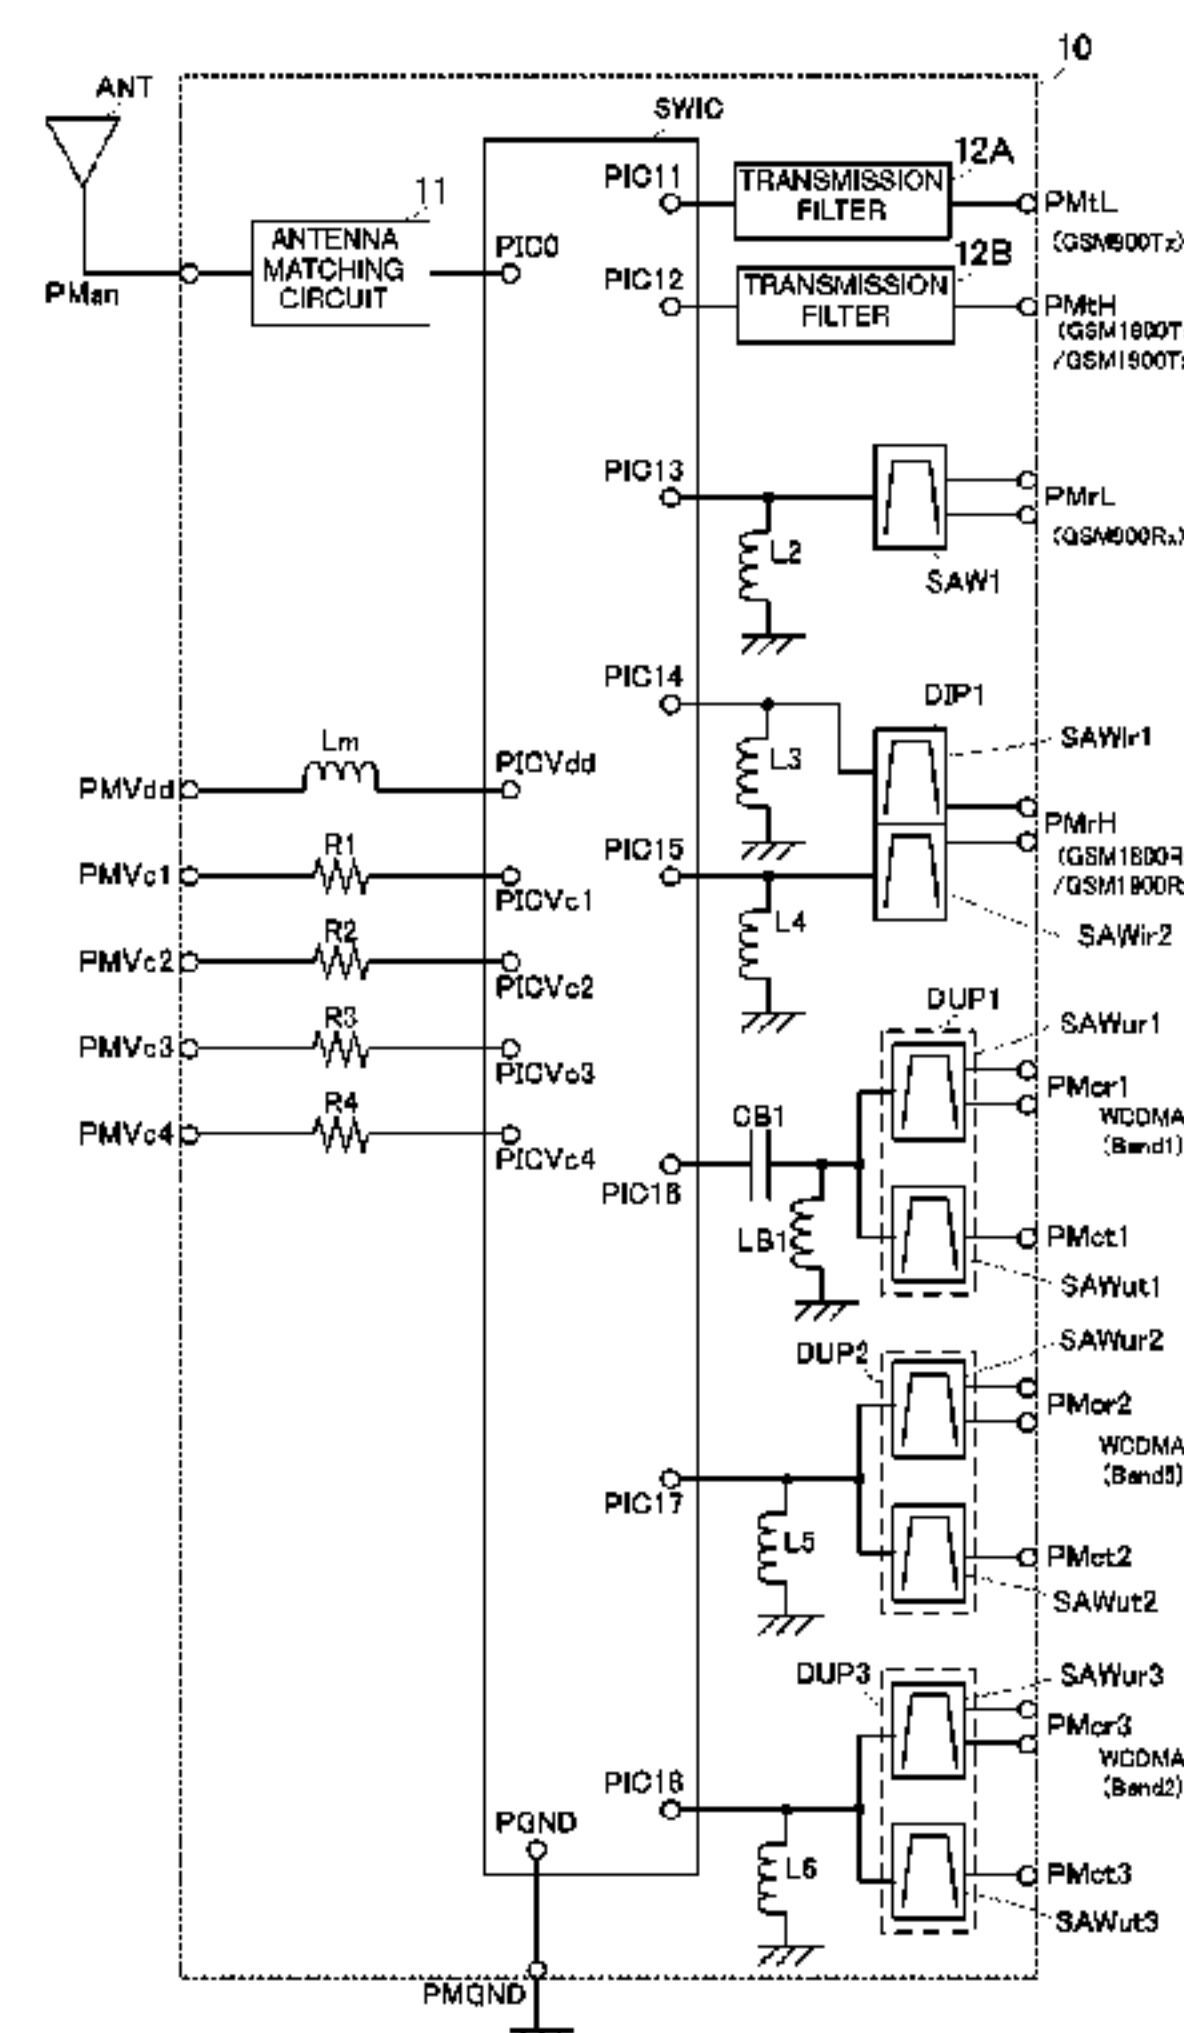 10
ANT
SWIC
PIC11
TRANSMISSION
FILTER
12A
PMtL
(GSM900Tx)
11
ANTENNA
MATCHING
CIRCUIT
PIC0
PMan
PIC12
TRANSMISSION
FILTER
12B
PMtH
(GSM1800T
/GSM1900T
PIC13
L2
SAW1
PMrL
(GSM900Rx)
PIC14
L3
DIP1
SAWir1
PMrH
(GSM1800R
/GSM1900R
PIC15
L4
SAWir2
Lm
PMVdd
PICVdd
R1
PMVc1
PICVc1
R2
PMVc2
PICVc2
R3
PMVc3
PICVc3
R4
PMVc4
PICVc4
DUP1
SAWur1
PMcr1
WCDMA
(Band1)
CB1
PIC16
LB1
PMct1
SAWut1
DUP2
SAWur2
PMcr2
WCDMA
(Band5)
PIC17
L5
PMct2
SAWut2
DUP3
SAWur3
PMcr3
WCDMA
(Band2)
PIC18
L6
PMct3
SAWut3
PGND
PMGND